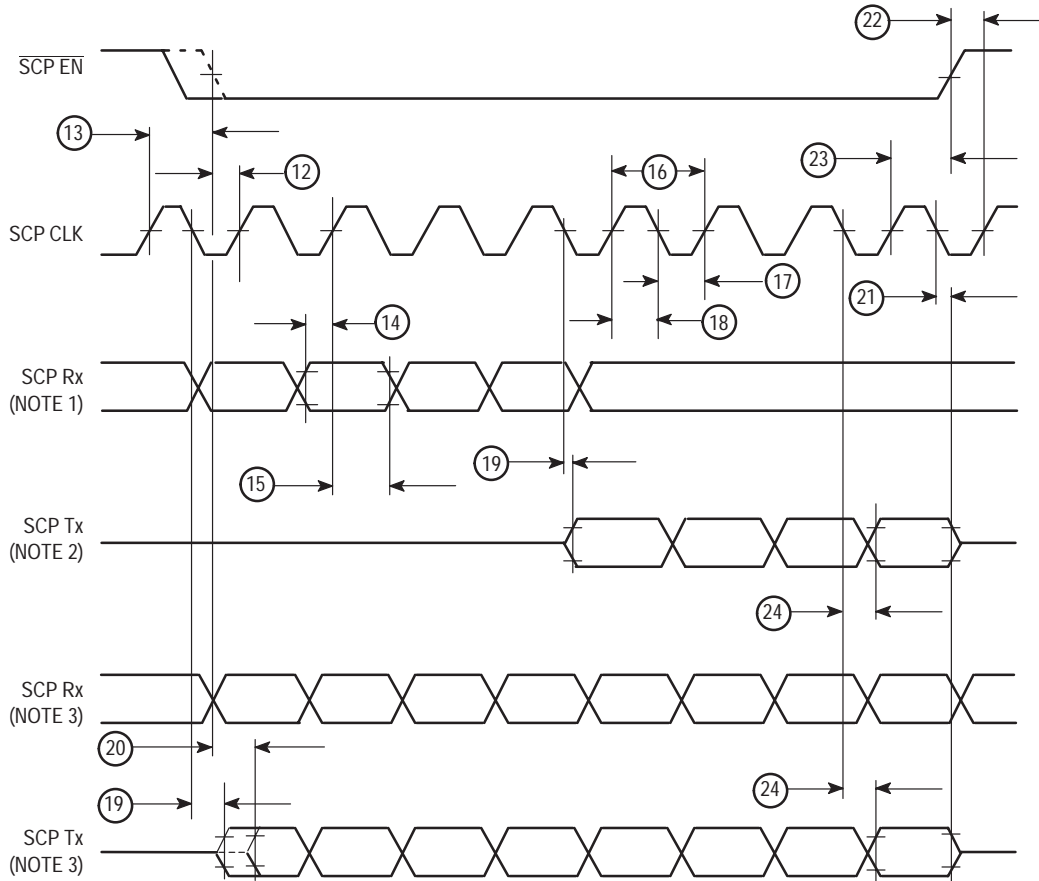 22
SCP EN
13
12
16
23
SCP CLK
17
21
14
18
SCP Rx
(NOTE 1)
19
15
SCP Tx
(NOTE 2)
24
SCP Rx
(NOTE 3)
20
19
24
SCP Tx
(NOTE 3)